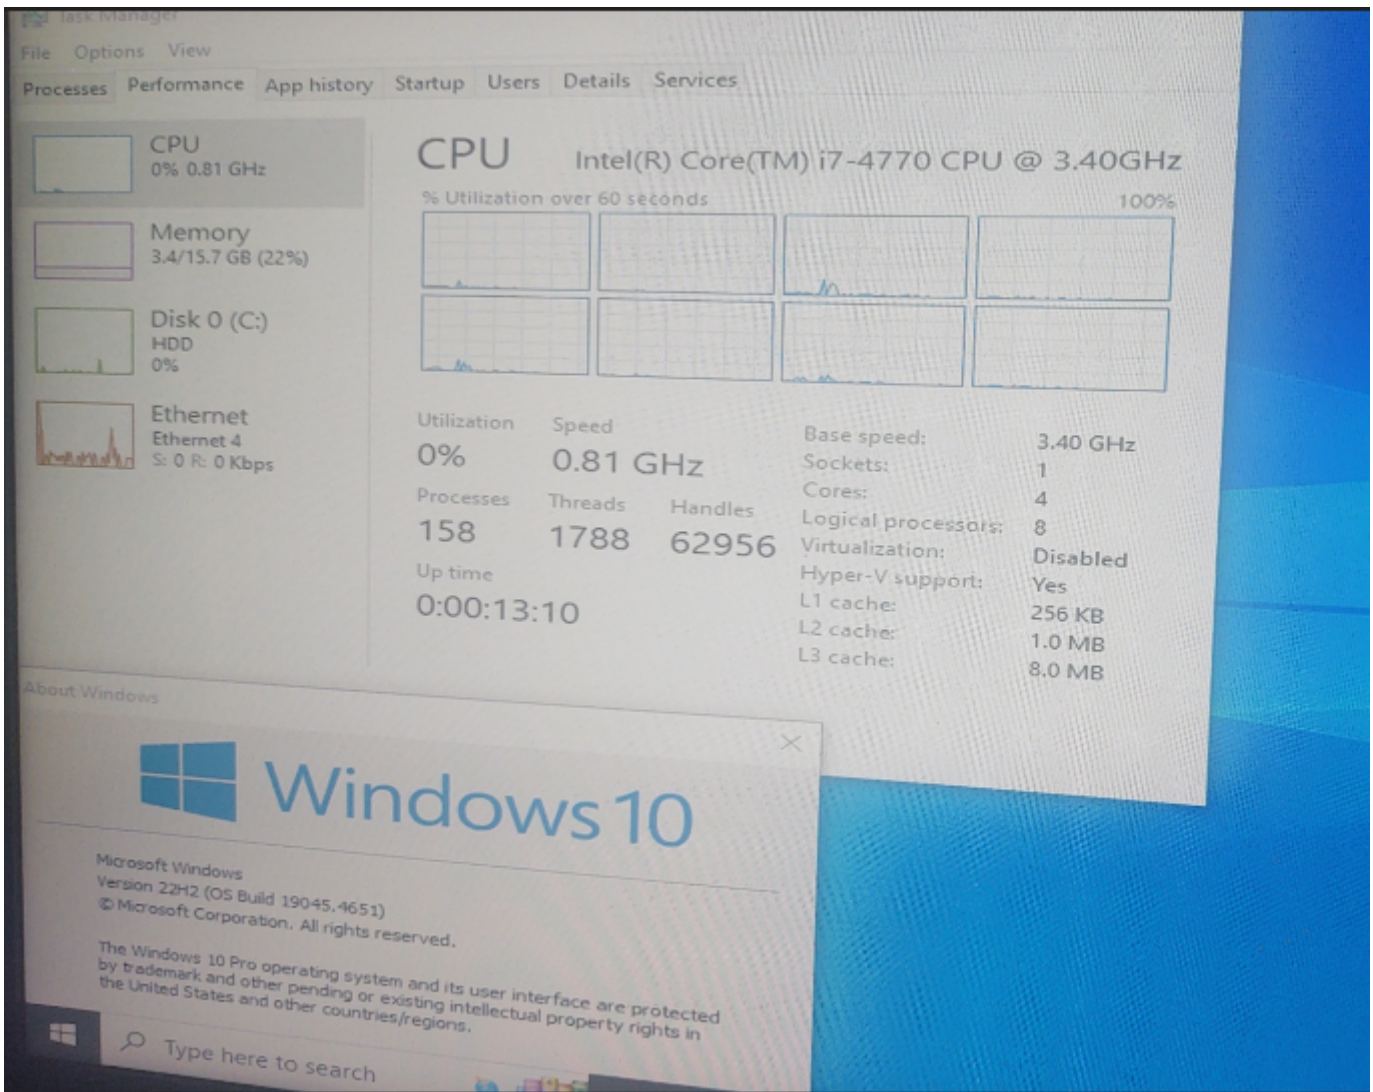 Task Manager
File Options View
Processes Performance App history Startup Users Details Services
CPU
0% 0.81 GHz
Memory
3.4/15.7 GB (22%)
Disk 0 (C:)
HDD
0%
Ethernet
Ethernet 4
S: 0 R: 0 Kbps
CPU Intel(R) Core(TM) i7-4770 CPU @ 3.40GHz
% Utilization over 60 seconds 100%
Utilization Speed
0% 0.81 GHz
Processes Threads Handles
158 1788 62956
Up time
0:00:13:10
Base speed: 3.40 GHz
Sockets: 1
Cores: 4
Logical processors: 8
Virtualization: Disabled
Hyper-V support: Yes
L1 cache: 256 KB
L2 cache: 1.0 MB
L3 cache: 8.0 MB
About Windows
Windows 10
Microsoft Windows
Version 22H2 (OS Build 19045.4651)
© Microsoft Corporation. All rights reserved.
The Windows 10 Pro operating system and its user interface are protected
by trademark and other pending or existing intellectual property rights in
the United States and other countries/regions.
Type here to search